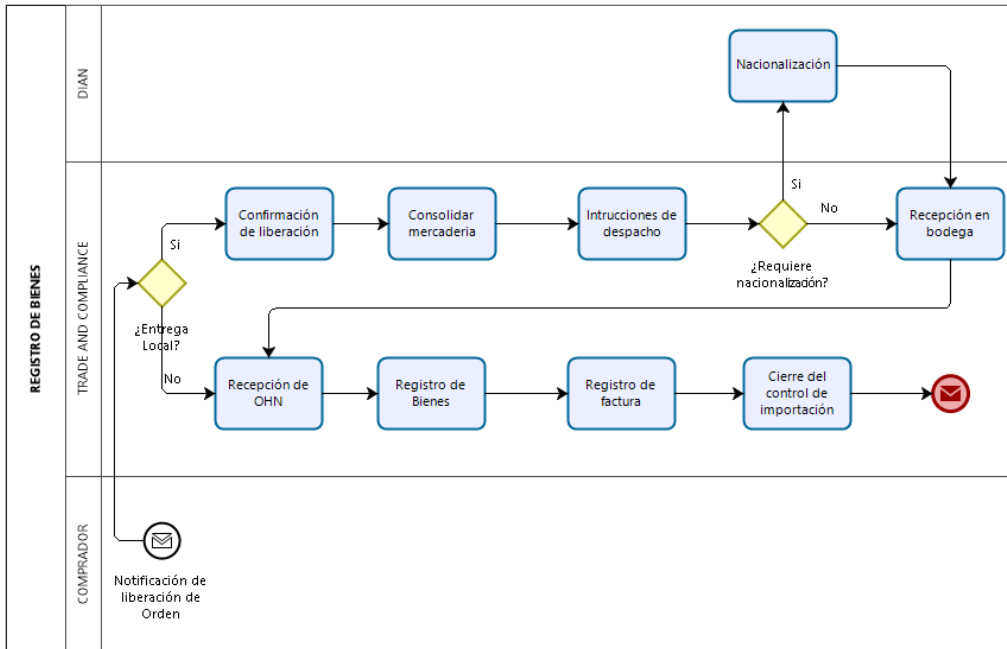 REGISTRO DE BIENES
DIAN
Nacionalización
TRADE AND COMPLIANCE
Confirmación
de liberación
Consolidar
mercaderia
Intrucciones de
despacho
Si
No
¿Requiere
nacionalización?
Recepción en
bodega
Si
¿Entrega
Local?
No
Recepción de
OHN
Registro de
Bienes
Registro de
factura
Cierre del
control de
importación
COMPRADOR
Notificación de
liberación de
Orden